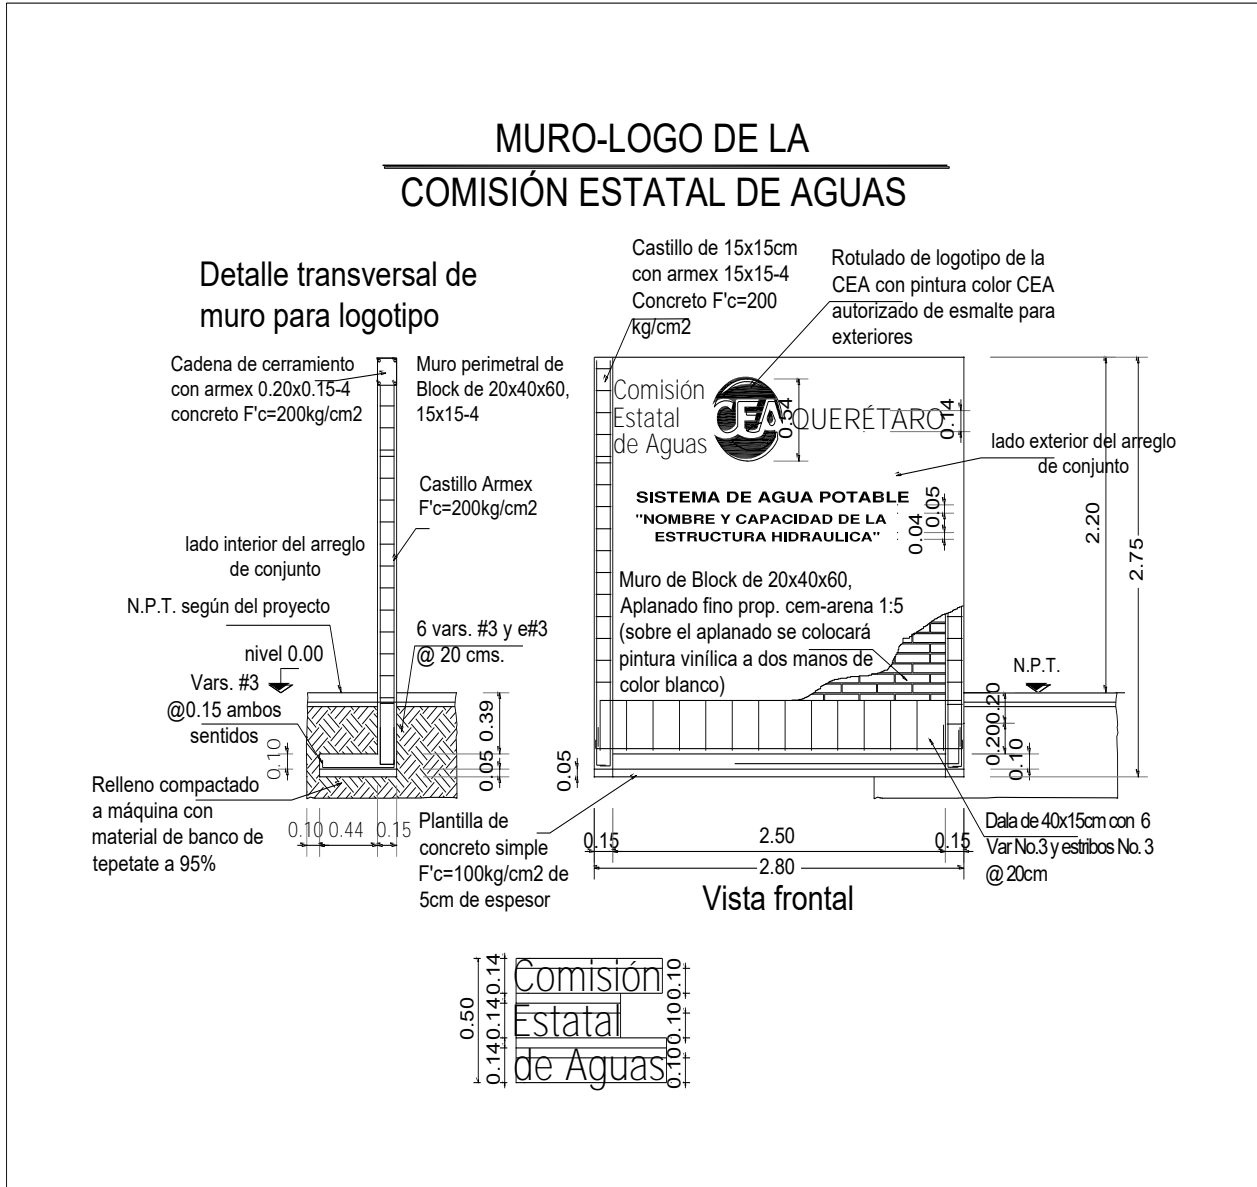 MURO-LOGO DE LA
COMISIÓN ESTATAL DE AGUAS
Detalle transversal de
muro para logotipo
Cadena de cerramiento
con armex 0.20x0.15-4
concreto F'c=200kg/cm2
Muro perimetral de
Block de 20x40x60,
15x15-4
Castillo Armex
F'c=200kg/cm2
lado interior del arreglo
de conjunto
N.P.T. según del proyecto
nivel 0.00
6 vars. #3 y e#3
@ 20 cms.
Vars. #3
@0.15 ambos
sentidos
0.10
0.39
0.05
Relleno compactado
a máquina con
material de banco de
tepetate a 95%
0.10
0.44
0.15
Plantilla de
concreto simple
F'c=100kg/cm2 de
5cm de espesor
Castillo de 15x15cm
con armex 15x15-4
Concreto F'c=200
kg/cm2
Rotulado de logotipo de la
CEA con pintura color CEA
autorizado de esmalte para
exteriores
Comisión
Estatal
de Aguas
CEA
QUERÉTARO
0.54
0.14
lado exterior del arreglo
de conjunto
SISTEMA DE AGUA POTABLE
"NOMBRE Y CAPACIDAD DE LA
ESTRUCTURA HIDRAULICA"
0.05
0.04
2.20
2.75
Muro de Block de 20x40x60,
Aplanado fino prop. cem-arena 1:5
(sobre el aplanado se colocará
pintura vinílica a dos manos de
color blanco)
N.P.T.
0.20
0.20
0.10
0.05
0.15
2.50
0.15
2.80
Dala de 40x15cm con 6
Var No.3 y estribos No. 3
@ 20cm
Vista frontal
0.50
0.14
0.14
0.14
Comisión
Estatal
de Aguas
0.10
0.10
0.10